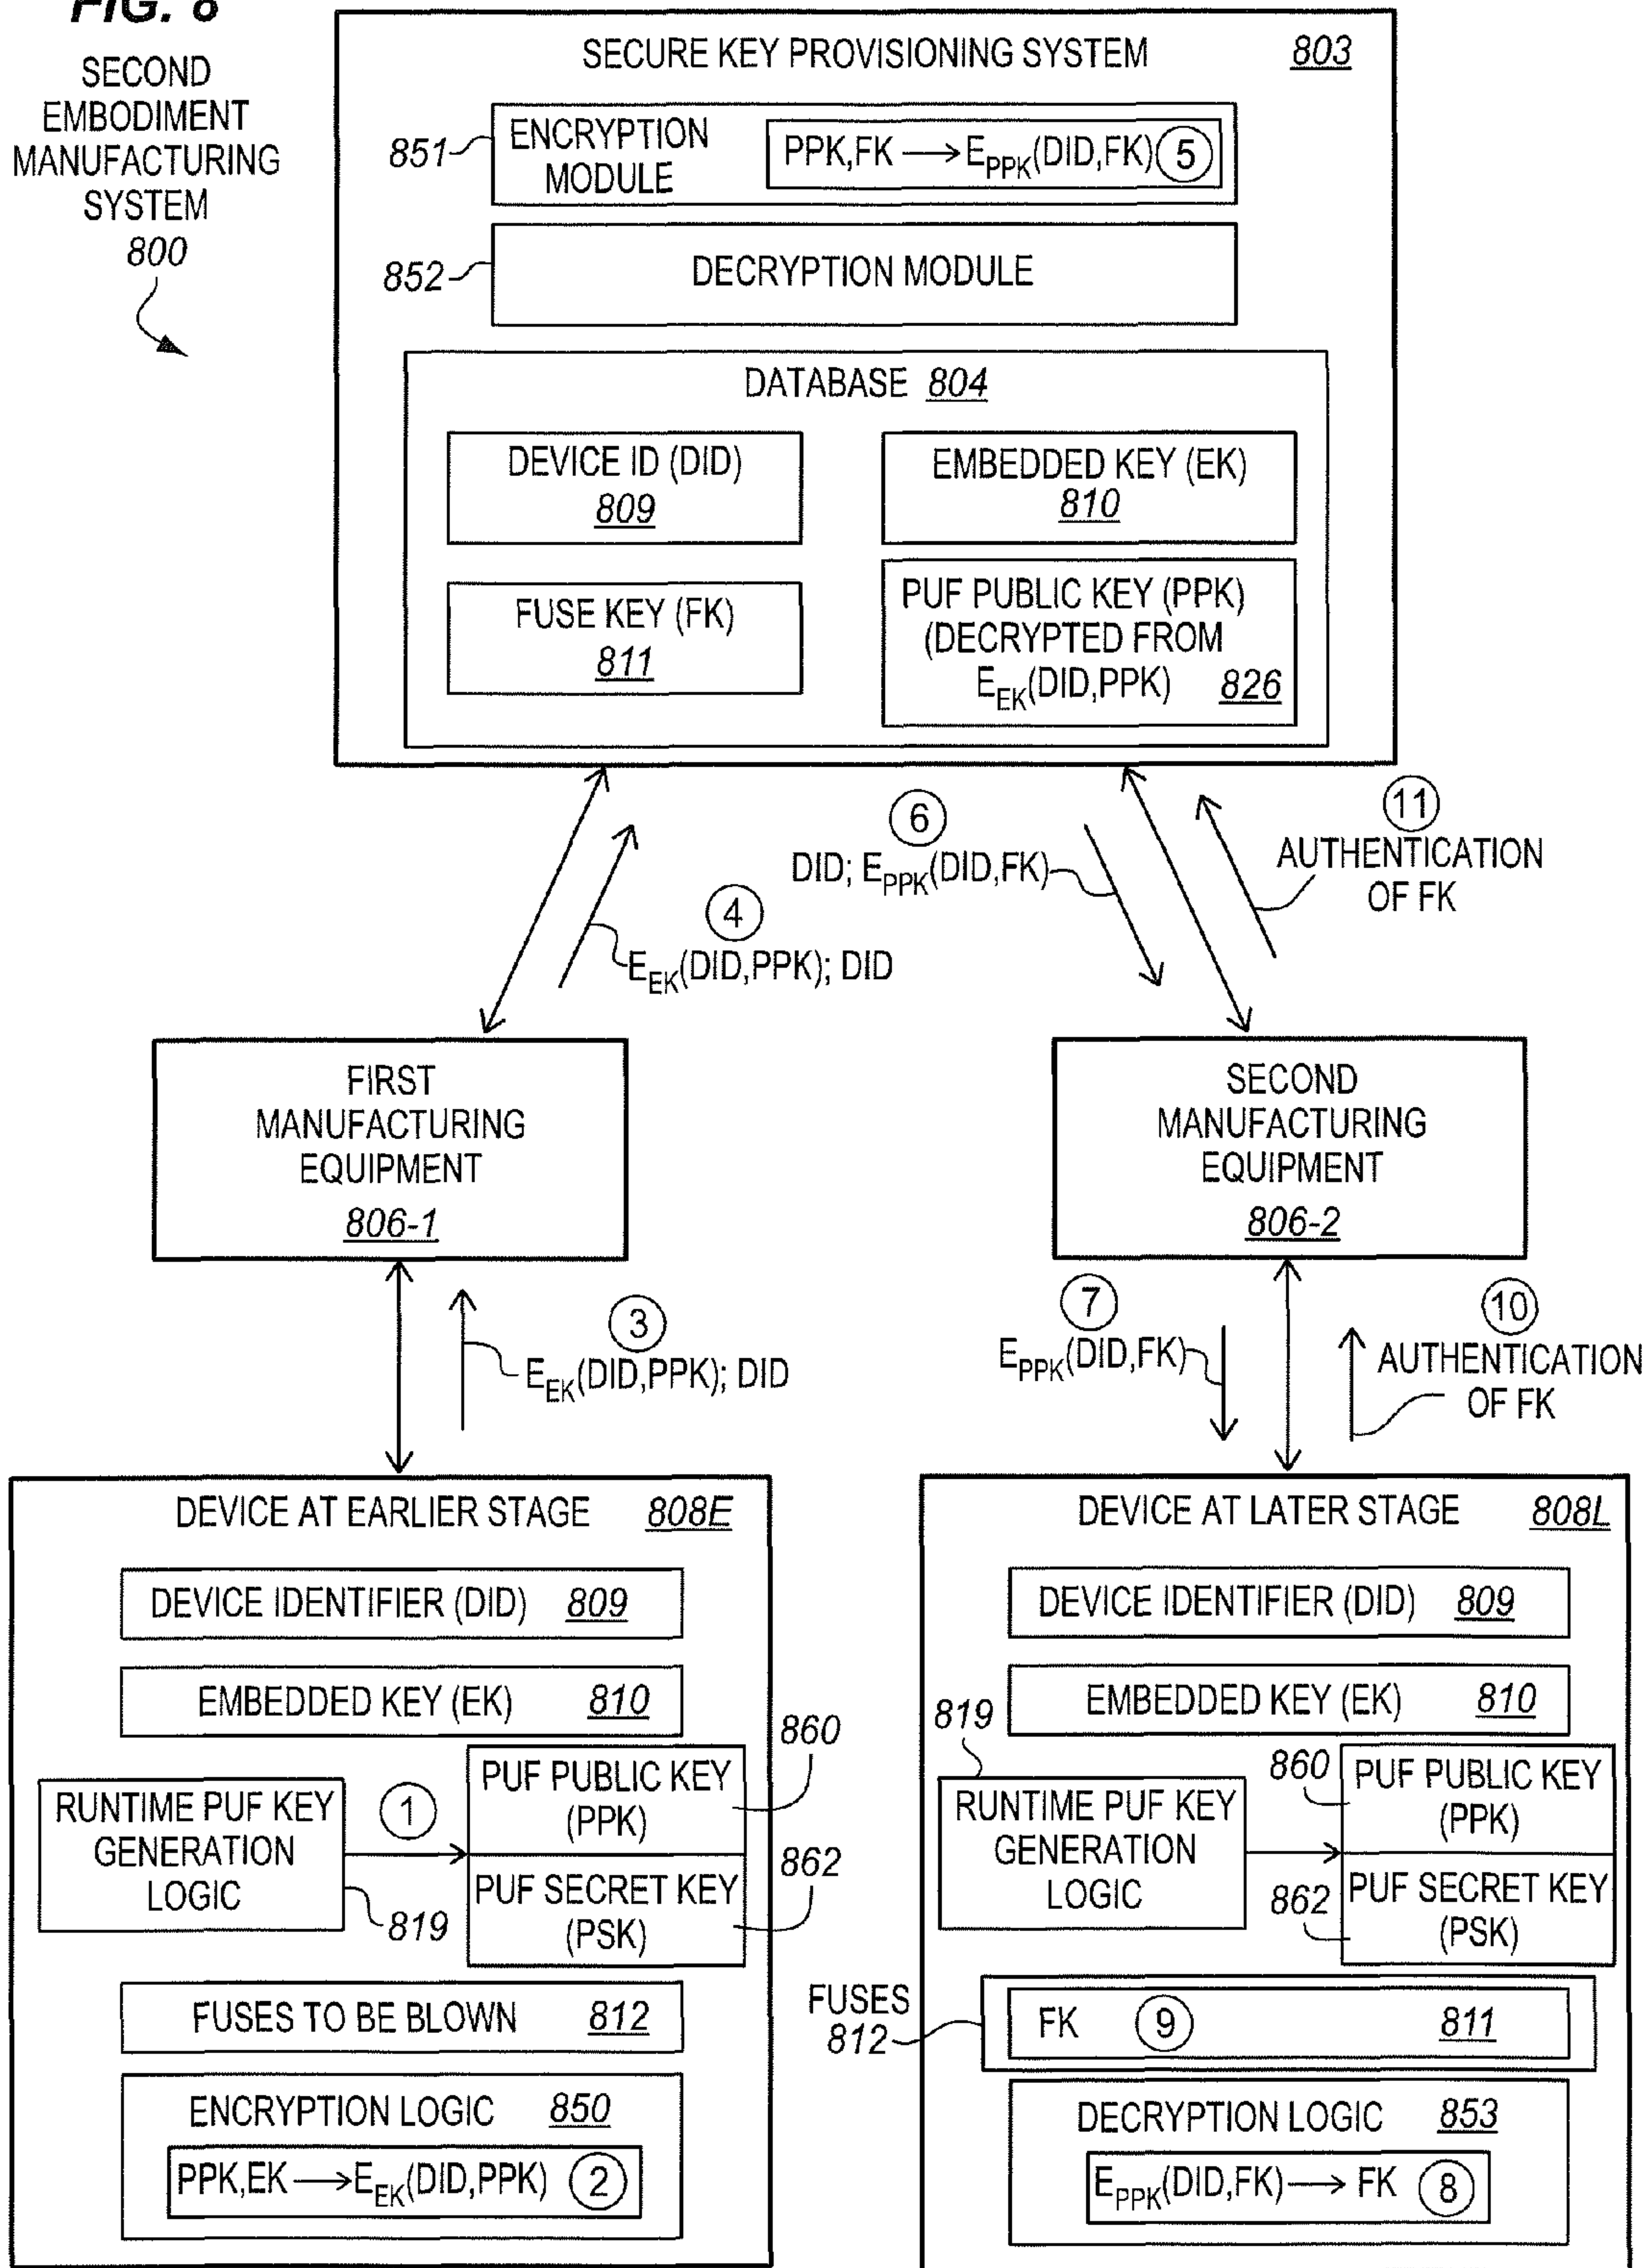 FIG. 8
SECOND
EMBODIMENT
MANUFACTURING
SYSTEM
800
SECURE KEY PROVISIONING SYSTEM 803
851
ENCRYPTION
MODULE
PPK,FK → E_PPK(DID,FK) 5
852
DECRYPTION MODULE
DATABASE 804
DEVICE ID (DID)
809
EMBEDDED KEY (EK)
810
FUSE KEY (FK)
811
PUF PUBLIC KEY (PPK)
(DECRYPTED FROM
E_EK(DID,PPK) 826
4
E_EK(DID,PPK); DID
6
DID; E_PPK(DID,FK)
11
AUTHENTICATION
OF FK
FIRST
MANUFACTURING
EQUIPMENT
806-1
SECOND
MANUFACTURING
EQUIPMENT
806-2
3
E_EK(DID,PPK); DID
7
E_PPK(DID,FK)
10
AUTHENTICATION
OF FK
DEVICE AT EARLIER STAGE 808E
DEVICE IDENTIFIER (DID) 809
EMBEDDED KEY (EK) 810
RUNTIME PUF KEY
GENERATION
LOGIC
819
1
PUF PUBLIC KEY
(PPK)
860
PUF SECRET KEY
(PSK)
862
FUSES TO BE BLOWN 812
ENCRYPTION LOGIC 850
PPK,EK → E_EK(DID,PPK) 2
DEVICE AT LATER STAGE 808L
DEVICE IDENTIFIER (DID) 809
EMBEDDED KEY (EK) 810
819
RUNTIME PUF KEY
GENERATION
LOGIC
860
PUF PUBLIC KEY
(PPK)
862
PUF SECRET KEY
(PSK)
FUSES
812
FK 9 811
DECRYPTION LOGIC 853
E_PPK(DID,FK) → FK 8